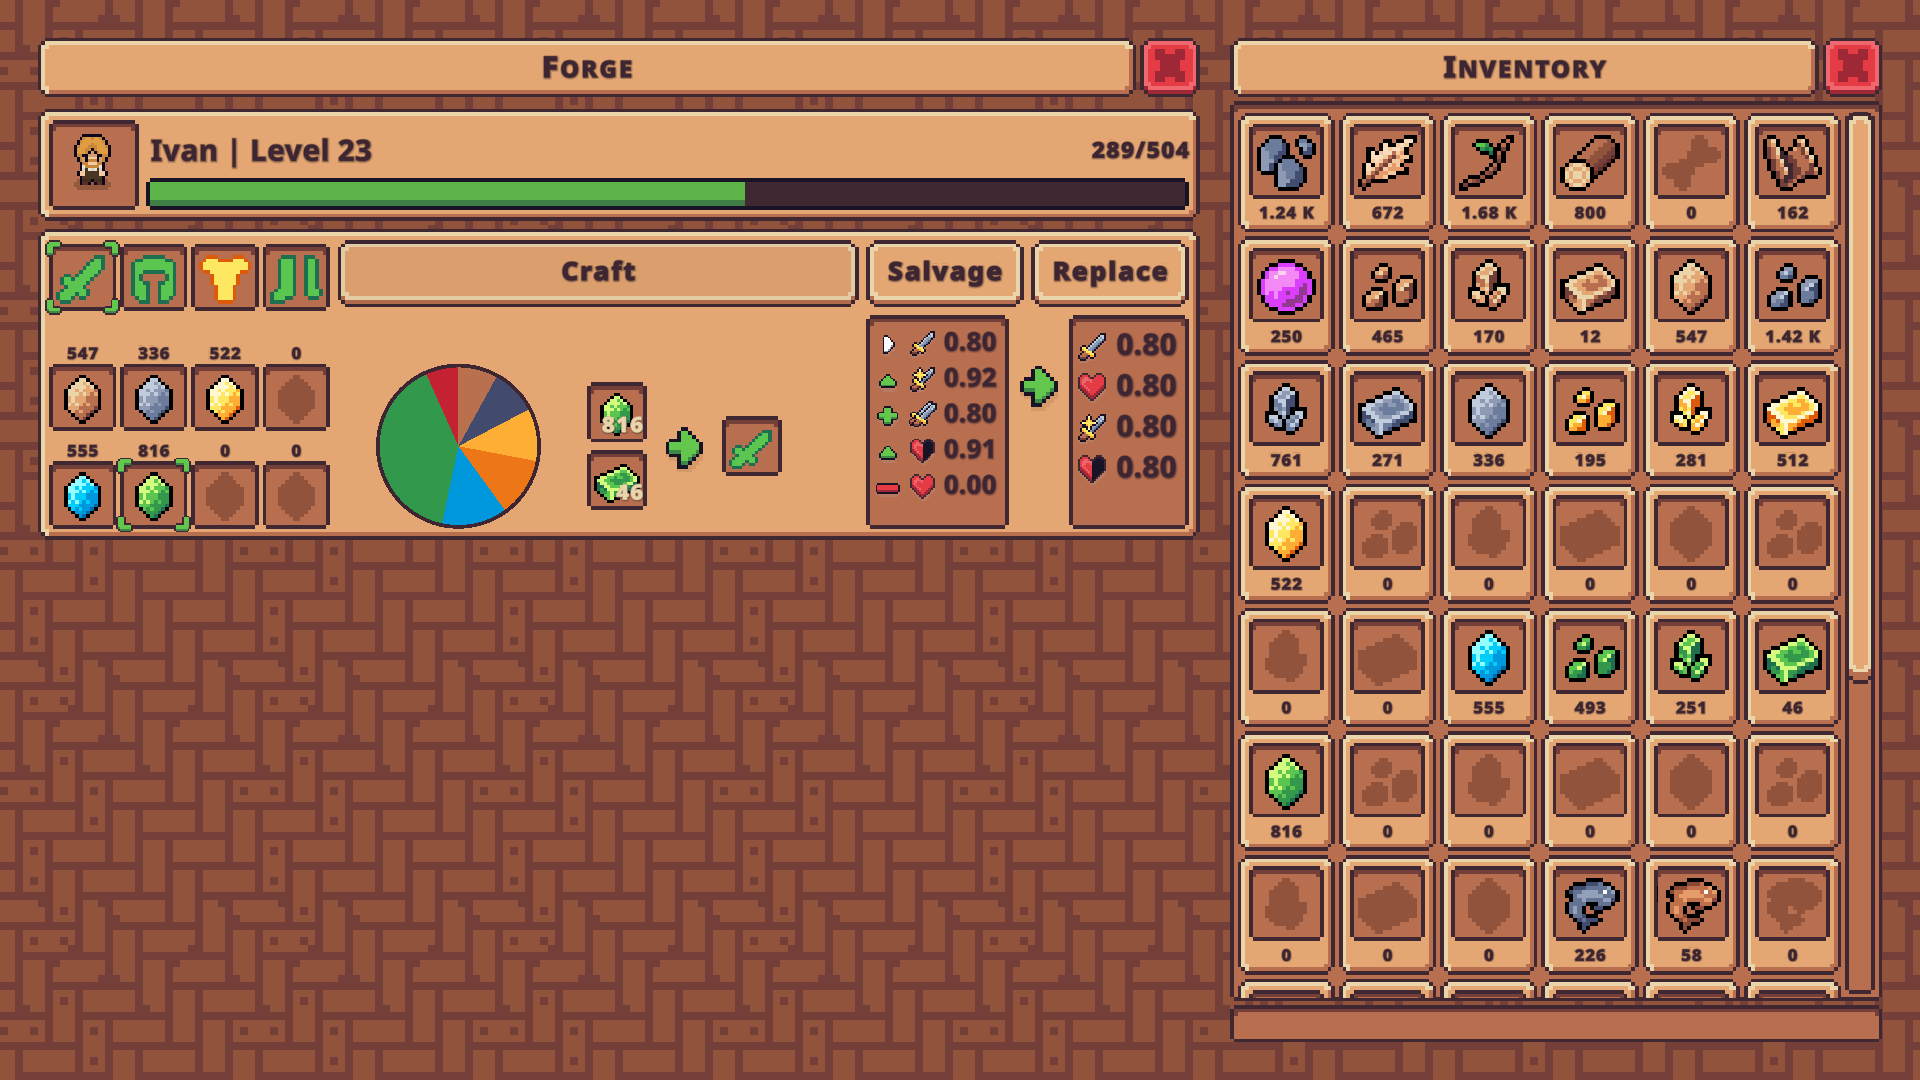 FORGE
Ivan | Level 23
289/504
Craft
Salvage
Replace
547 336 522 0
555 816 0 0
816
46
0.80
0.92
0.80
0.91
0.00
0.80
0.80
0.80
0.80
INVENTORY
1.24 K 672 1.68 K 800 0 162
250 465 170 12 547 1.42 K
761 271 336 195 281 512
522 0 0 0 0 0
0 0 555 493 251 46
816 0 0 0 0 0
0 0 0 226 58 0